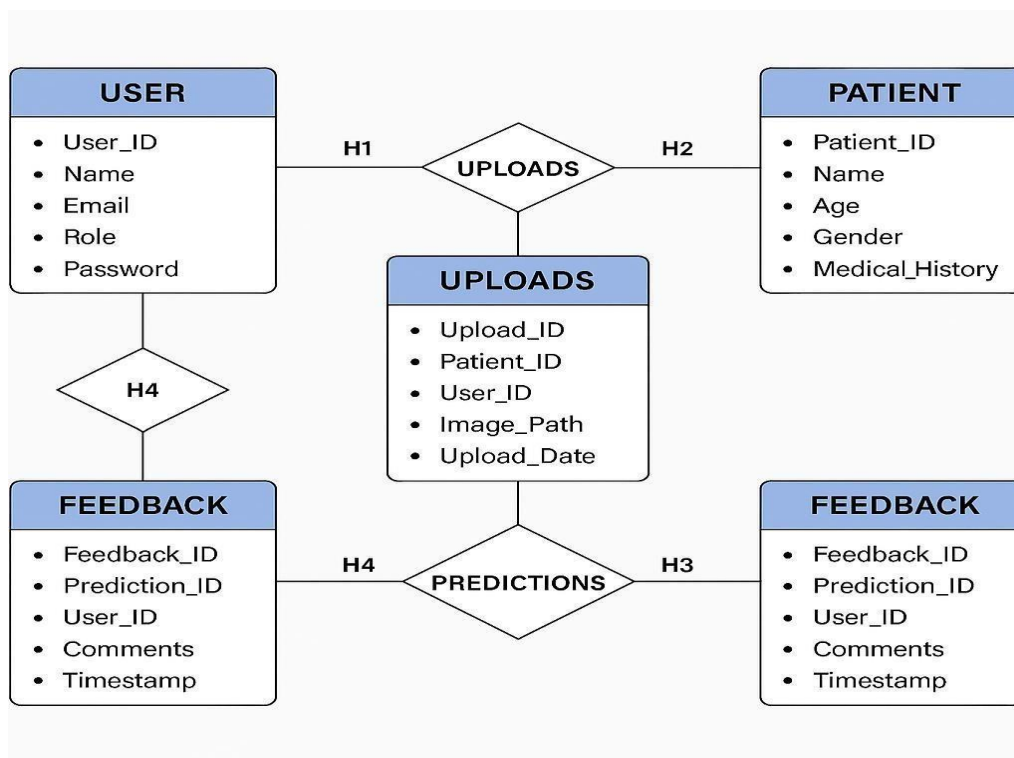 USER
• User_ID
• Name
• Email
• Role
• Password
H1
UPLOADS
H2
PATIENT
• Patient_ID
• Name
• Age
• Gender
• Medical_History
UPLOADS
• Upload_ID
• Patient_ID
• User_ID
• Image_Path
• Upload_Date
H4
FEEDBACK
• Feedback_ID
• Prediction_ID
• User_ID
• Comments
• Timestamp
H4
PREDICTIONS
H3
FEEDBACK
• Feedback_ID
• Prediction_ID
• User_ID
• Comments
• Timestamp